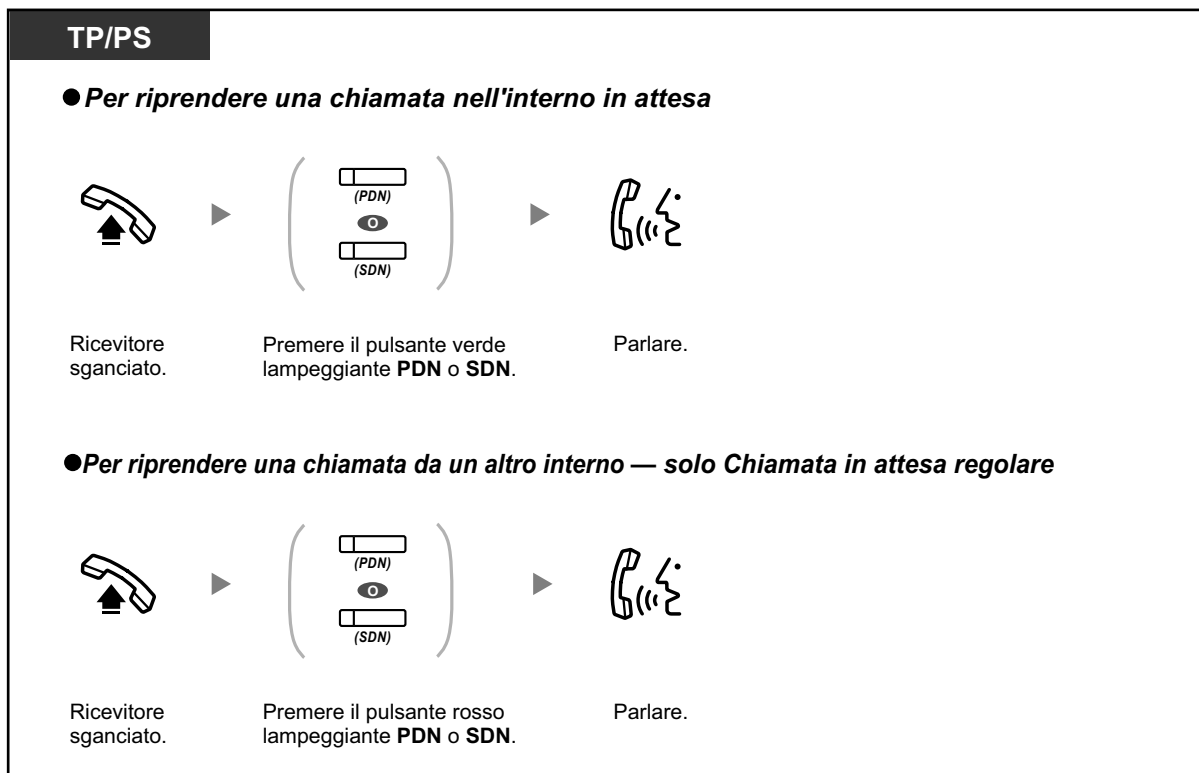 TP/PS
●Per riprendere una chiamata nell'interno in attesa
(PDN)
O
(SDN)
Ricevitore
sganciato.
Premere il pulsante verde
lampeggiante PDN o SDN.
Parlare.
●Per riprendere una chiamata da un altro interno — solo Chiamata in attesa regolare
(PDN)
O
(SDN)
Ricevitore
sganciato.
Premere il pulsante rosso
lampeggiante PDN o SDN.
Parlare.